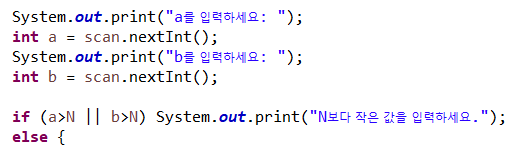 System.out.print("a를 입력하세요: ");
int a = scan.nextInt();
System.out.print("b를 입력하세요: ");
int b = scan.nextInt();
if (a>N || b>N) System.out.print("N보다 작은 값을 입력하세요.");
else {